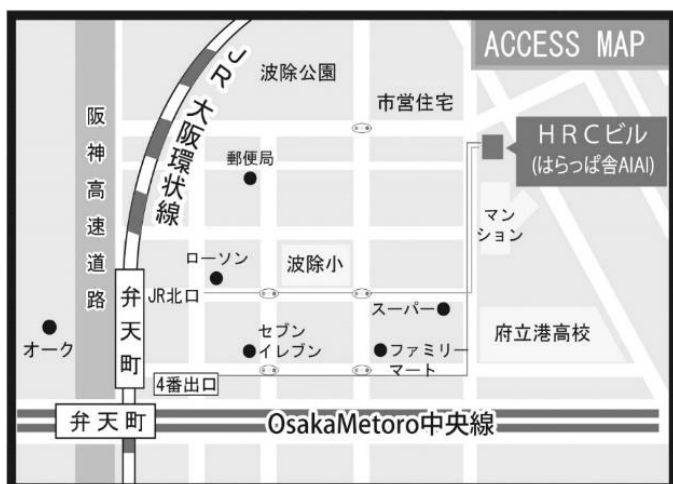 ACCESS MAP
JR大阪環状線
波除公園
市営住宅
阪神高速道路
HRCビル
(はらっぱ舎AIAI)
郵便局
マン
ション
ローソン
波除小
弁天町
JR北口
スーパー
府立港高校
オーク
セブン
イレブン
ファミリー
マート
4番出口
弁天町
OsakaMetoro中央線